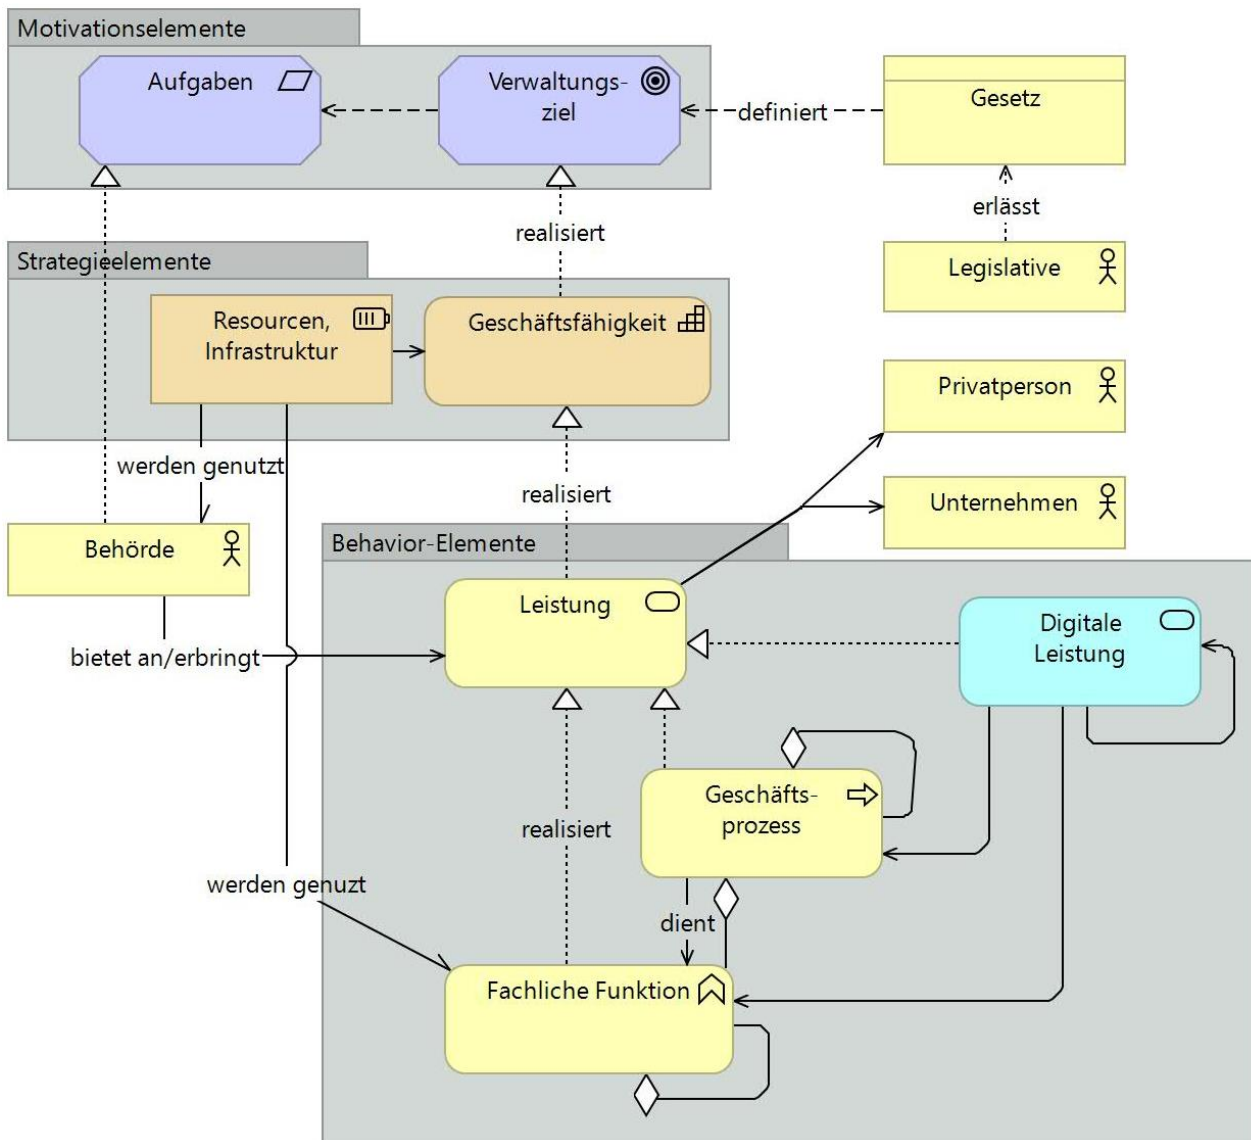 Motivationselemente
Aufgaben
Verwaltungs-
ziel
definiert
Gesetz
erlässt
realisiert
Strategieelemente
Resourcen,
Infrastruktur
Geschäftsfähigkeit
Legislative
Privatperson
werden genutzt
realisiert
Unternehmen
Behörde
Behavior-Elemente
Leistung
Digitale
Leistung
bietet an/erbringt
Geschäfts-
prozess
realisiert
werden genuzt
dient
Fachliche Funktion